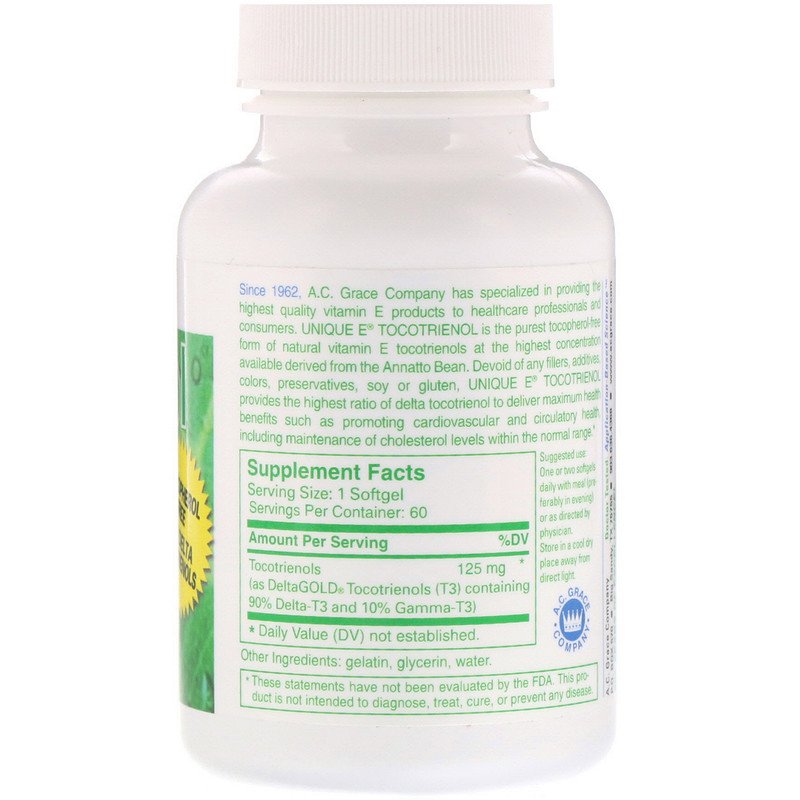 Since 1962, A.C. Grace Company has specialized in providing the
highest quality vitamin E products to healthcare professionals and
consumers. UNIQUE E® TOCOTRIENOL is the purest tocopherol-free
form of natural vitamin E tocotrienols at the highest concentration
available derived from the Annatto Bean. Devoid of any fillers, additives,
colors, preservatives, soy or gluten, UNIQUE E® TOCOTRIENOL
provides the highest ratio of delta tocotrienol to deliver maximum health
benefits such as promoting cardiovascular and circulatory health,
including maintenance of cholesterol levels within the normal range.*
Supplement Facts
Serving Size: 1 Softgel
Servings Per Container: 60
Amount Per Serving %DV
Tocotrienols 125 mg *
(as DeltaGOLD® Tocotrienols (T3) containing
90% Delta-T3 and 10% Gamma-T3)
* Daily Value (DV) not established.
Other Ingredients: gelatin, glycerin, water.
* These statements have not been evaluated by the FDA. This pro-
duct is not intended to diagnose, treat, cure, or prevent any disease.
Suggested use:
One or two softgels
daily with meal (pre-
ferably in evening)
or as directed by
physician.
Store in a cool dry
place away from
direct light.
A.C. GRACE
COMPANY
A.C. Grace Company
Application-Based Science